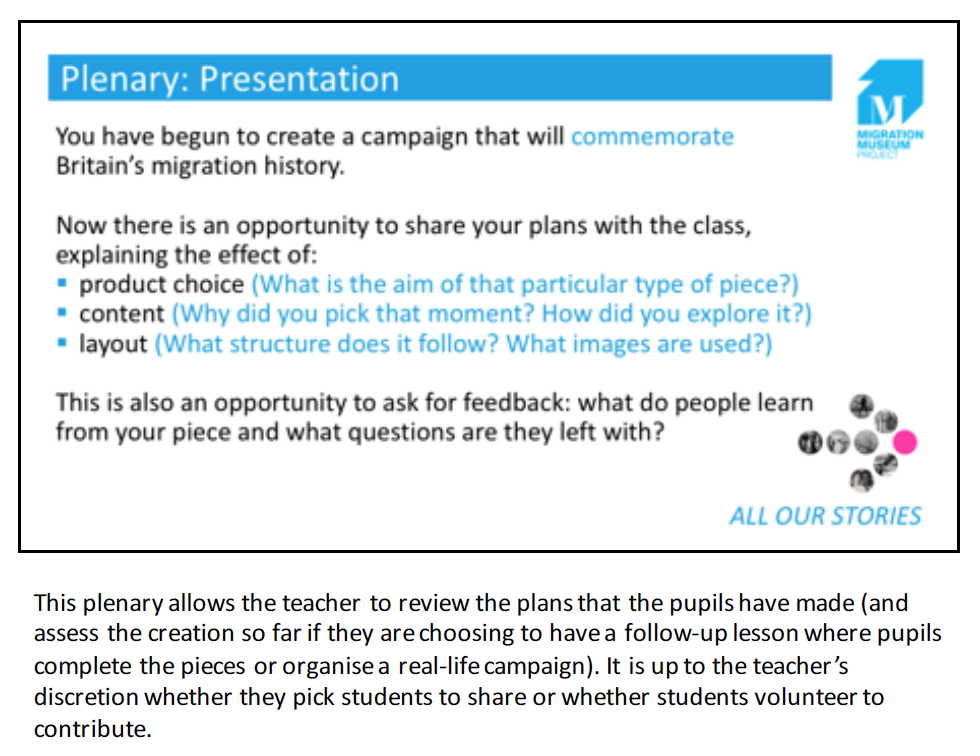 Plenary: Presentation
M
MIGRATION
MUSEUM
PROJECT
You have begun to create a campaign that will commemorate
Britain's migration history.
Now there is an opportunity to share your plans with the class,
explaining the effect of:
▪ product choice (What is the aim of that particular type of piece?)
▪ content (Why did you pick that moment? How did you explore it?)
▪ layout (What structure does it follow? What images are used?)
This is also an opportunity to ask for feedback: what do people learn
from your piece and what questions are they left with?
ALL OUR STORIES
This plenary allows the teacher to review the plans that the pupils have made (and
assess the creation so far if they are choosing to have a follow-up lesson where pupils
complete the pieces or organise a real-life campaign). It is up to the teacher's
discretion whether they pick students to share or whether students volunteer to
contribute.